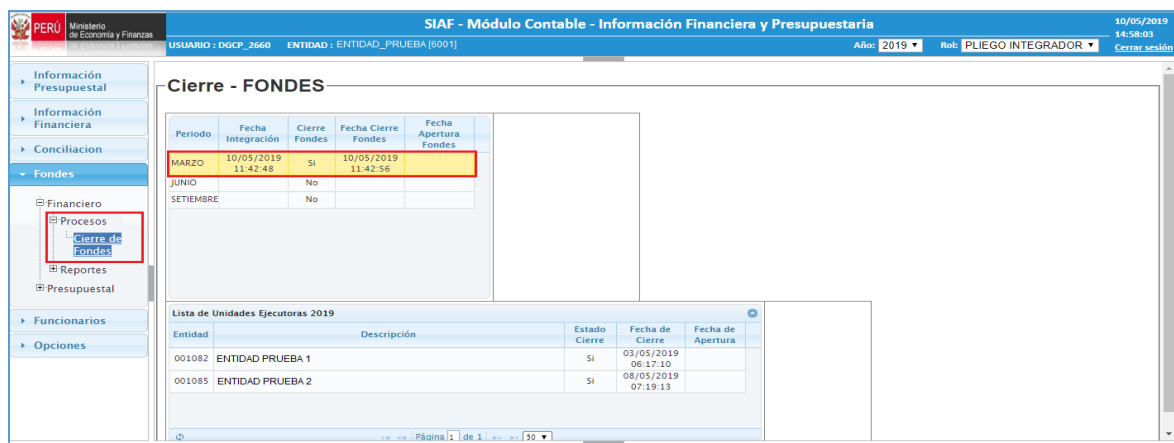 PERÚ
Ministerio
de Economía y Finanzas
SIAF - Módulo Contable - Información Financiera y Presupuestaria
10/05/2019
14:58:03
Cerrar sesión
USUARIO : DGCP_2660 ENTIDAD : ENTIDAD_PRUEBA [6001] Año: 2019 Rol: PLIEGO INTEGRADOR
Información
Presupuestal
Información
Financiera
Conciliacion
Fondes
Financiero
Procesos
Cierre de
Fondes
Reportes
Presupuestal
Funcionarios
Opciones
Cierre - FONDES
Periodo Fecha Integración Cierre Fondes Fecha Cierre Fondes Fecha Apertura Fondes
MARZO 10/05/2019 11:42:48 Si 10/05/2019 11:42:56
JUNIO No
SETIEMBRE No
Lista de Unidades Ejecutoras 2019
Entidad Descripción Estado Cierre Fecha de Cierre Fecha de Apertura
001082 ENTIDAD PRUEBA 1 Si 03/05/2019 06:17:10
001085 ENTIDAD PRUEBA 2 Si 08/05/2019 07:19:13
Página 1 de 1 50